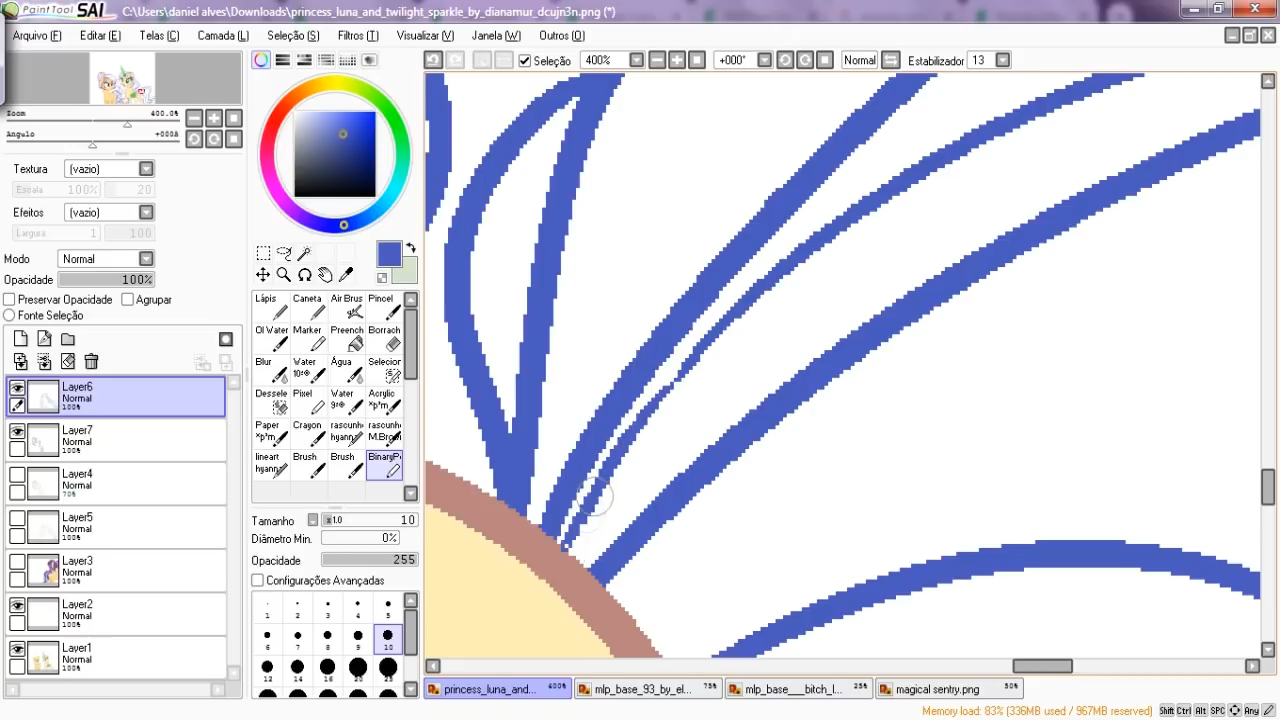 PaintTool SAI C:\Users\daniel alves\Downloads\princess_luna_and_twilight_sparkle_by_dianamur_dcujn3n.png (*)
Arquivo (F) Editar (E) Telas (C) Camada (L) Seleção (S) Filtros (T) Visualizar (V) Janela (W) Outros (O)
Seleção 400% +000° Normal Estabilizador 13
Zoom 400.0%
Angulo
Textura (vazio)
Escala 100% 20
Efeitos (vazio)
Largura 1 100
Modo Normal
Opacidade 100%
Preservar Opacidade Agrupar
Fonte Seleção
Layer6
Normal
100%
Layer7
Normal
100%
Layer4
Normal
70%
Layer5
Normal
100%
Layer3
Normal
100%
Layer2
Normal
100%
Layer1
Normal
100%
Lápis Caneta Air Brus Pincel
Marker Preench Borrach
Blur Water Água Selecior
Dessele Pixel Water Acrylic
Paper Crayon rascunh rascunh
hyann M.Bro
lineart Brush Brush BinaryP
hyann
Tamanho x1.0 10
Diâmetro Min. 0%
Opacidade 255
Configurações Avançadas
1 2 3 4 5
6 7 8 9 10
12 14 16 20 25
princess_luna_and... 400% mlp_base_93_by_el... 75% mlp_base___bitch_l... 25% magical sentry.png 50%
Memory load: 83% (336MB used / 967MB reserved) Shift Ctrl Alt SPC Any